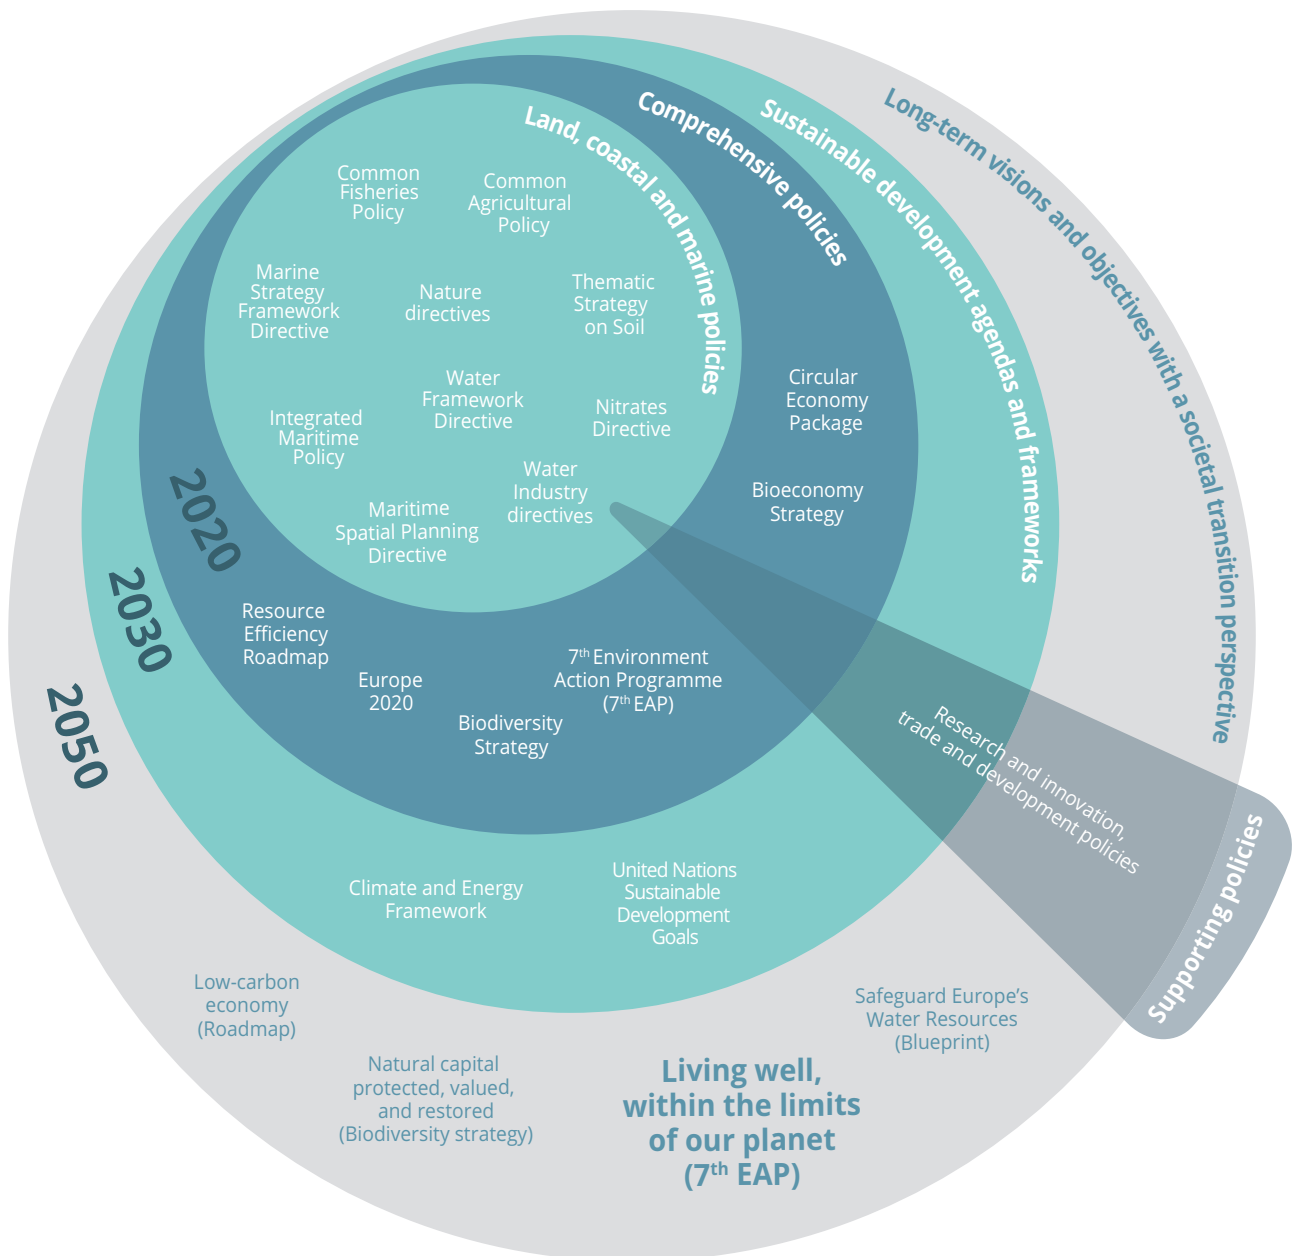 Long-term visions and objectives with a societal transition perspective
Sustainable development agendas and frameworks
Comprehensive policies
Land, coastal and marine policies
Common
Fisheries
Policy
Common
Agricultural
Policy
Marine
Strategy
Framework
Directive
Nature
directives
Thematic
Strategy
on Soil
Water
Framework
Directive
Nitrates
Directive
Integrated
Maritime
Policy
Water
Industry
directives
Maritime
Spatial Planning
Directive
Circular
Economy
Package
Bioeconomy
Strategy
2020
Resource
Efficiency
Roadmap
Europe
2020
Biodiversity
Strategy
7th Environment
Action Programme
(7th EAP)
2030
Climate and Energy
Framework
United Nations
Sustainable
Development
Goals
2050
Low-carbon
economy
(Roadmap)
Natural capital
protected, valued,
and restored
(Biodiversity strategy)
Living well,
within the limits
of our planet
(7th EAP)
Safeguard Europe’s
Water Resources
(Blueprint)
Research and innovation,
trade and development policies
Supporting policies